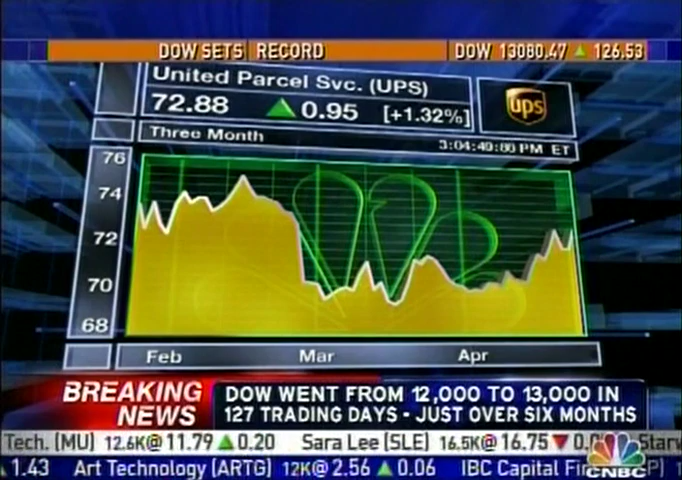 DOW SETS RECORD DOW 13080.47 ▲ 126.53
United Parcel Svc. (UPS)
72.88 ▲ 0.95 [+1.32%]
ups
Three Month 3:04:49:80 PM ET
76
74
72
70
68
Feb Mar Apr
BREAKING NEWS
DOW WENT FROM 12,000 TO 13,000 IN
127 TRADING DAYS - JUST OVER SIX MONTHS
Tech. (MU) 12.6K@11.79 ▲ 0.20 Sara Lee (SLE) 16.5K@16.75 ▼
1.43 Art Technology (ARTG) 12K@2.56 ▲ 0.06 IBC Capital
CNBC